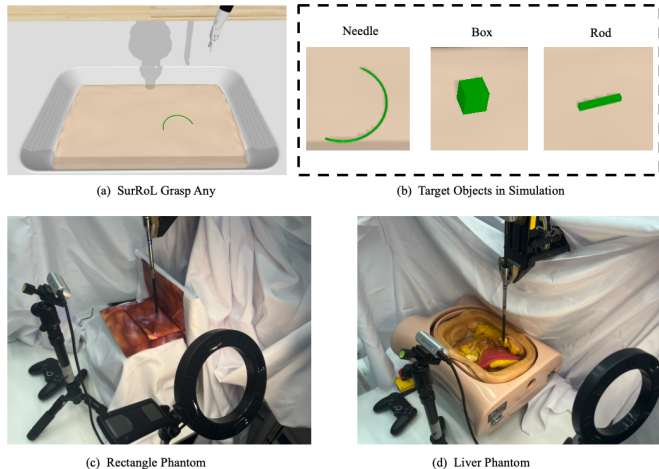 Needle
Box
Rod
(a) SurRoL Grasp Any
(b) Target Objects in Simulation
(c) Rectangle Phantom
(d) Liver Phantom